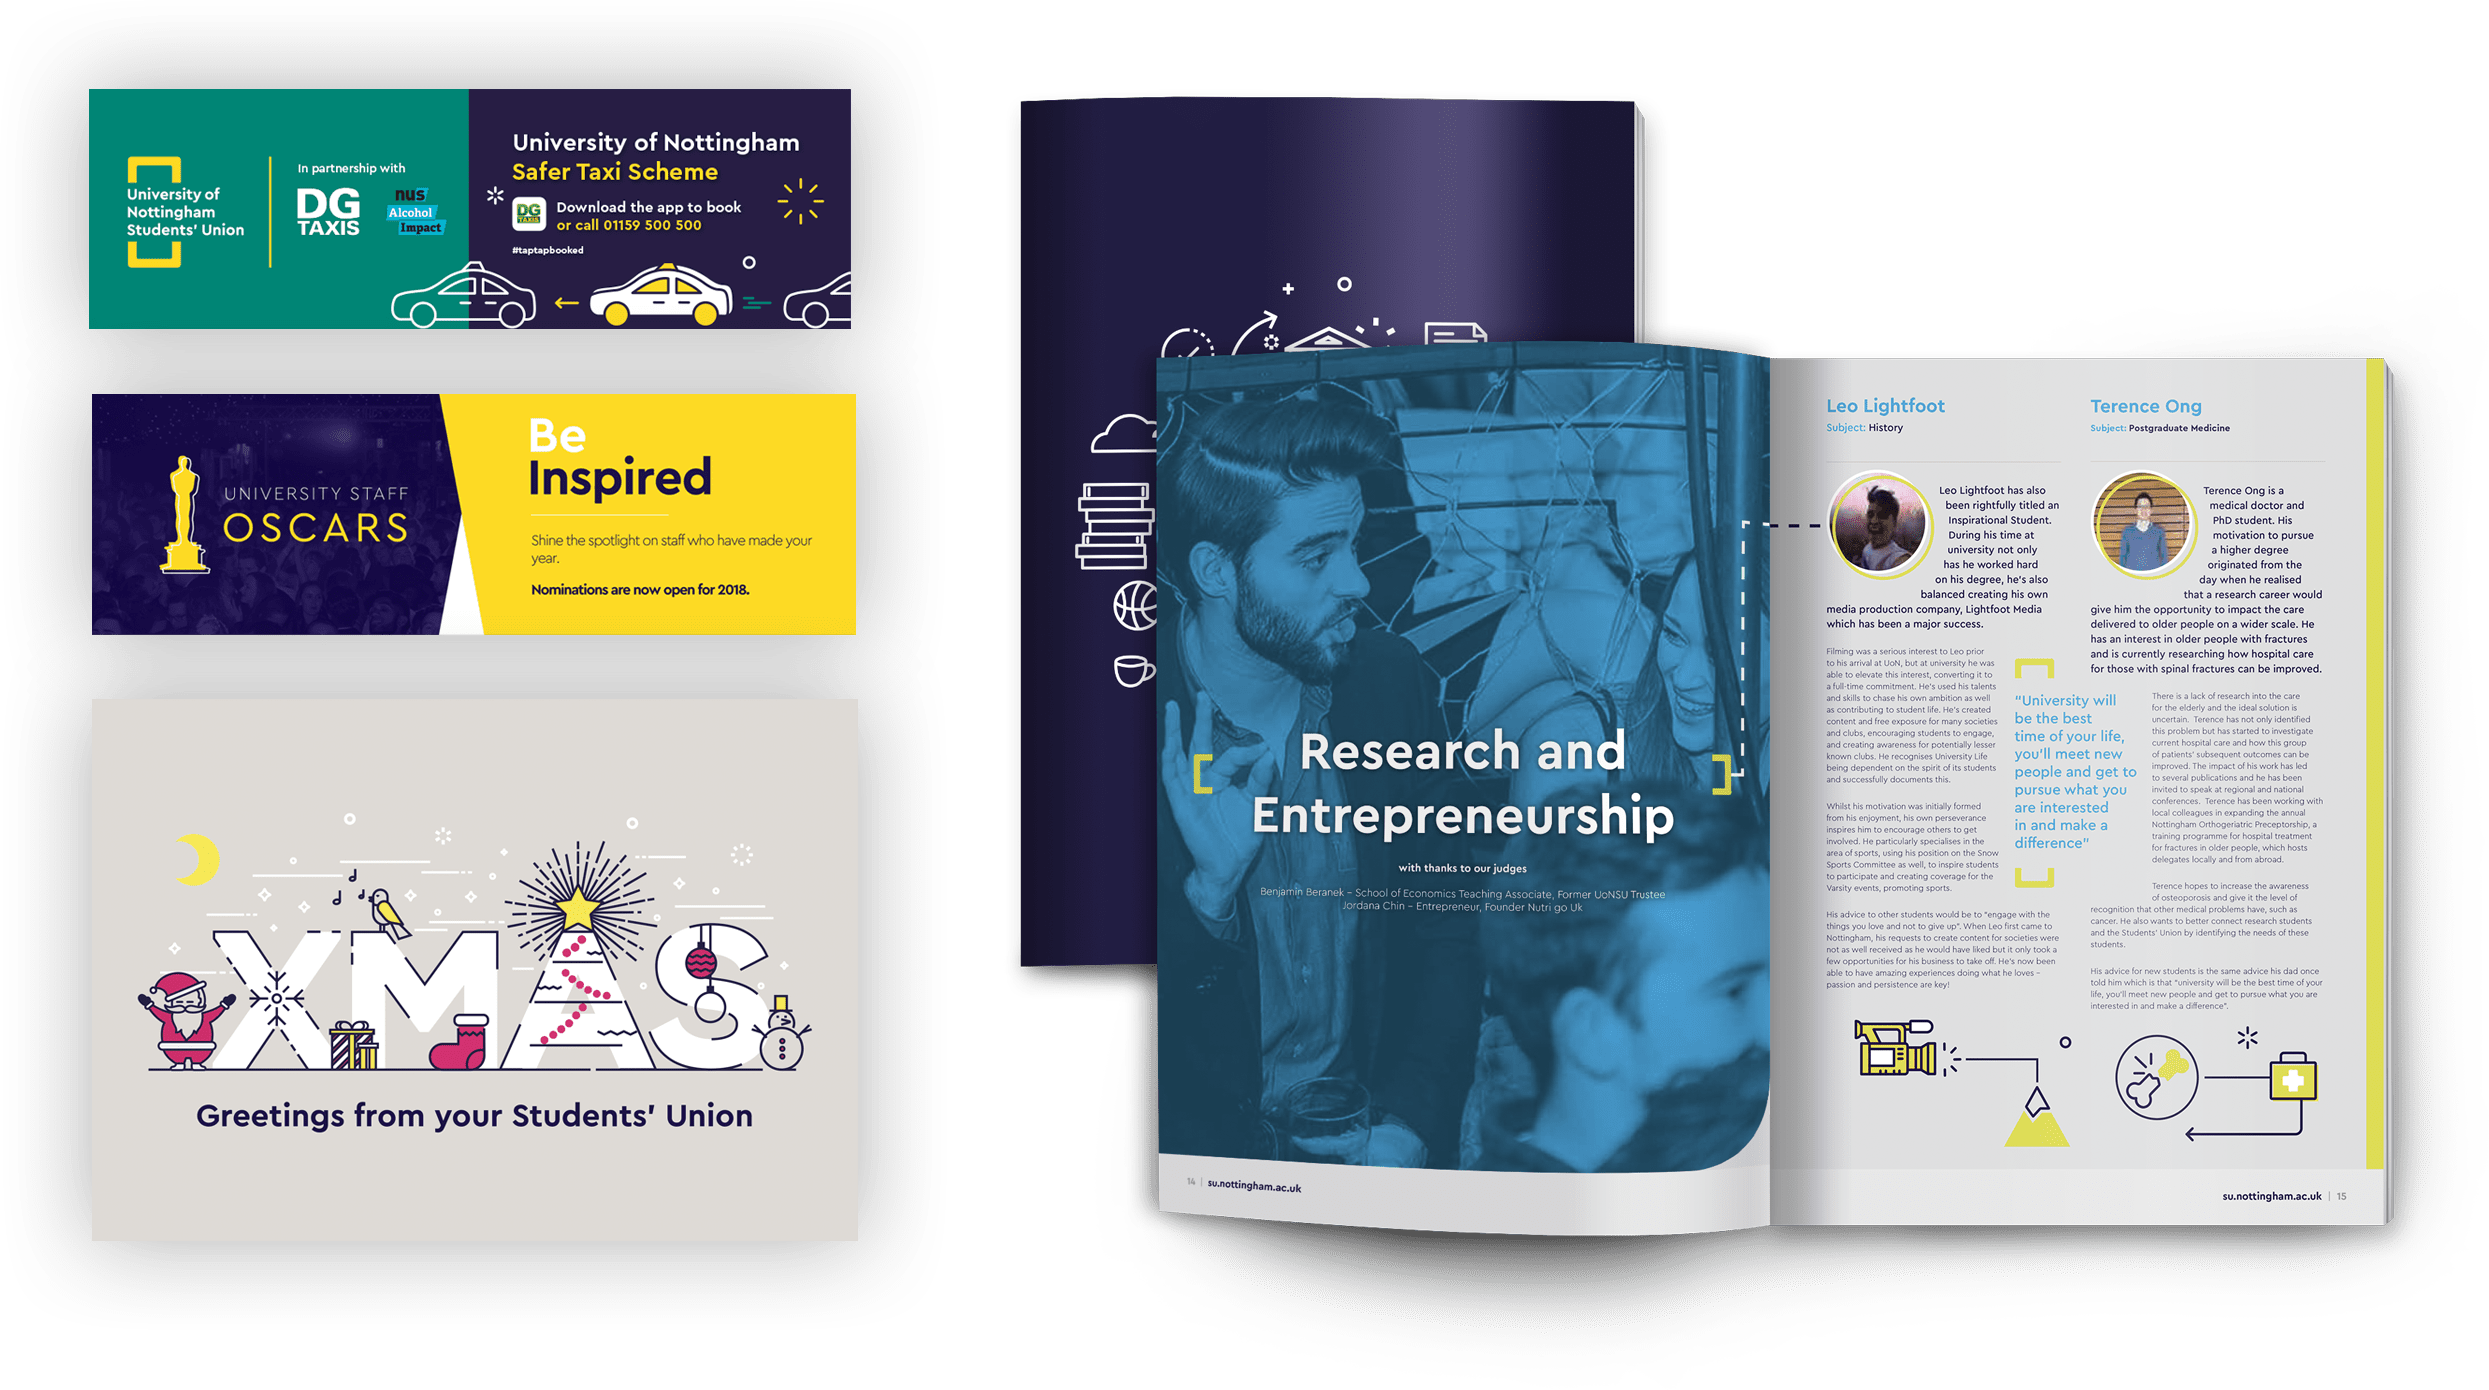 University of
Nottingham
Students' Union
In partnership with
DG
TAXIS
nus
Alcohol
Impact
University of Nottingham
Safer Taxi Scheme
DG
TAXIS
Download the app to book
or call 01159 500 500
#taptapbooked
UNIVERSITY STAFF
OSCARS
Be
Inspired
Shine the spotlight on staff who have made your
year.
Nominations are now open for 2018.
XMAS
Greetings from your Students' Union
Research and
Entrepreneurship
with thanks to our judges
Benjamin Beranek – School of Economics Teaching Associate, Former UoNSU Trustee
Jordana Chin – Entrepreneur, Founder Nutri go Uk
14 | su.nottingham.ac.uk
Leo Lightfoot
Subject: History
Leo Lightfoot has also
been rightfully titled an
Inspirational Student.
During his time at
university not only
has he worked hard
on his degree, he's also
balanced creating his own
media production company, Lightfoot Media
which has been a major success.
Filming was a serious interest to Leo prior
to his arrival at UoN, but at university he was
able to elevate this interest, converting it to
a full-time commitment. He's used his talents
and skills to chase his own ambition as well
as contributing to student life. He's created
content and free exposure for many societies
and clubs, encouraging students to engage,
and creating awareness for potentially lesser
known clubs. He recognises University Life
being dependent on the spirit of its students
and successfully documents this.
Whilst his motivation was initially formed
from his enjoyment, his own perseverance
inspires him to encourage others to get
involved. He particularly specialises in the
area of sports, using his position on the Snow
Sports Committee as well, to inspire students
to participate and creating coverage for the
Varsity events, promoting sports.
His advice to other students would be to "engage with the
things you love and not to give up". When Leo first came to
Nottingham, his requests to create content for societies were
not as well received as he would have liked but it only took a
few opportunities for his business to take off. He's now been
able to have amazing experiences doing what he loves –
passion and persistence are key!
"University will
be the best
time of your life,
you'll meet new
people and get to
pursue what you
are interested
in and make a
difference"
Terence Ong
Subject: Postgraduate Medicine
Terence Ong is a
medical doctor and
PhD student. His
motivation to pursue
a higher degree
originated from the
day when he realised
that a research career would
give him the opportunity to impact the care
delivered to older people on a wider scale. He
has an interest in older people with fractures
and is currently researching how hospital care
for those with spinal fractures can be improved.
There is a lack of research into the care
for the elderly and the ideal solution is
uncertain. Terence has not only identified
this problem but has started to investigate
current hospital care and how this group
of patients' subsequent outcomes can be
improved. The impact of his work has led
to several publications and he has been
invited to speak at regional and national
conferences. Terence has been working with
local colleagues in expanding the annual
Nottingham Orthogeriatric Preceptorship, a
training programme for hospital treatment
for fractures in older people, which hosts
delegates locally and from abroad.
Terence hopes to increase the awareness
of osteoporosis and give it the level of
recognition that other medical problems have, such as
cancer. He also wants to better connect research students
and the Students' Union by identifying the needs of these
students.
His advice for new students is the same advice his dad once
told him which is that "university will be the best time of your
life, you'll meet new people and get to pursue what you are
interested in and make a difference".
su.nottingham.ac.uk | 15